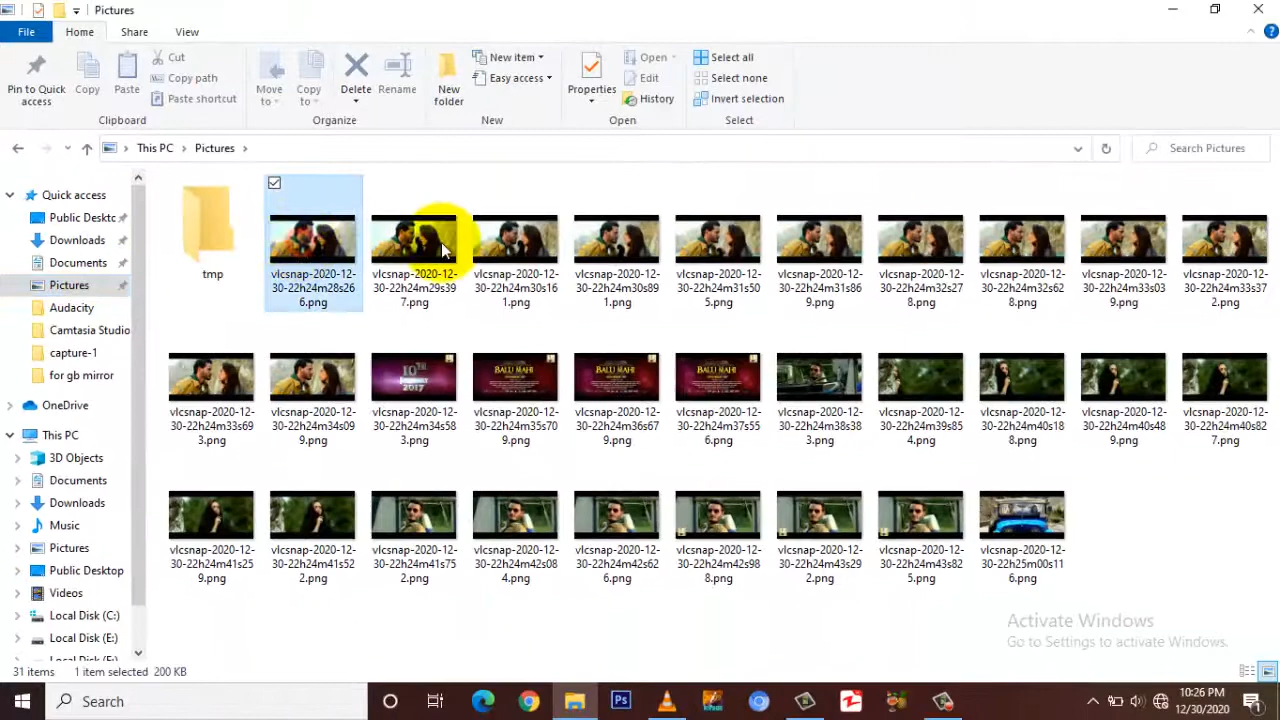 Pictures
File Home Share View
Pin to Quick access
Copy
Paste
Cut
Copy path
Paste shortcut
Move to
Copy to
Delete
Rename
New folder
New item
Easy access
Properties
Open
Edit
History
Select all
Select none
Invert selection
Clipboard Organize New Open Select
This PC Pictures
Search Pictures
Quick access
Public Deskto
Downloads
Documents
Pictures
Audacity
Camtasia Studio
capture-1
for gb mirror
OneDrive
This PC
3D Objects
Documents
Downloads
Music
Pictures
Public Desktop
Videos
Local Disk (C:)
Local Disk (E:)
tmp
vlcsnap-2020-12-30-22h24m28s266.png
vlcsnap-2020-12-30-22h24m29s397.png
vlcsnap-2020-12-30-22h24m30s161.png
vlcsnap-2020-12-30-22h24m30s891.png
vlcsnap-2020-12-30-22h24m31s505.png
vlcsnap-2020-12-30-22h24m31s869.png
vlcsnap-2020-12-30-22h24m32s278.png
vlcsnap-2020-12-30-22h24m32s628.png
vlcsnap-2020-12-30-22h24m33s039.png
vlcsnap-2020-12-30-22h24m33s372.png
10TH
2017
BALU MAHI
BALU MAHI
BALU MAHI
vlcsnap-2020-12-30-22h24m33s693.png
vlcsnap-2020-12-30-22h24m34s099.png
vlcsnap-2020-12-30-22h24m34s583.png
vlcsnap-2020-12-30-22h24m35s709.png
vlcsnap-2020-12-30-22h24m36s679.png
vlcsnap-2020-12-30-22h24m37s556.png
vlcsnap-2020-12-30-22h24m38s383.png
vlcsnap-2020-12-30-22h24m39s854.png
vlcsnap-2020-12-30-22h24m40s188.png
vlcsnap-2020-12-30-22h24m40s489.png
vlcsnap-2020-12-30-22h24m40s827.png
vlcsnap-2020-12-30-22h24m41s259.png
vlcsnap-2020-12-30-22h24m41s522.png
vlcsnap-2020-12-30-22h24m41s752.png
vlcsnap-2020-12-30-22h24m42s084.png
vlcsnap-2020-12-30-22h24m42s626.png
vlcsnap-2020-12-30-22h24m42s988.png
vlcsnap-2020-12-30-22h24m43s292.png
vlcsnap-2020-12-30-22h24m43s825.png
vlcsnap-2020-12-30-22h25m00s116.png
Activate Windows
Go to Settings to activate Windows.
31 items 1 item selected 200 KB
Search
Ps
10:26 PM
12/30/2020